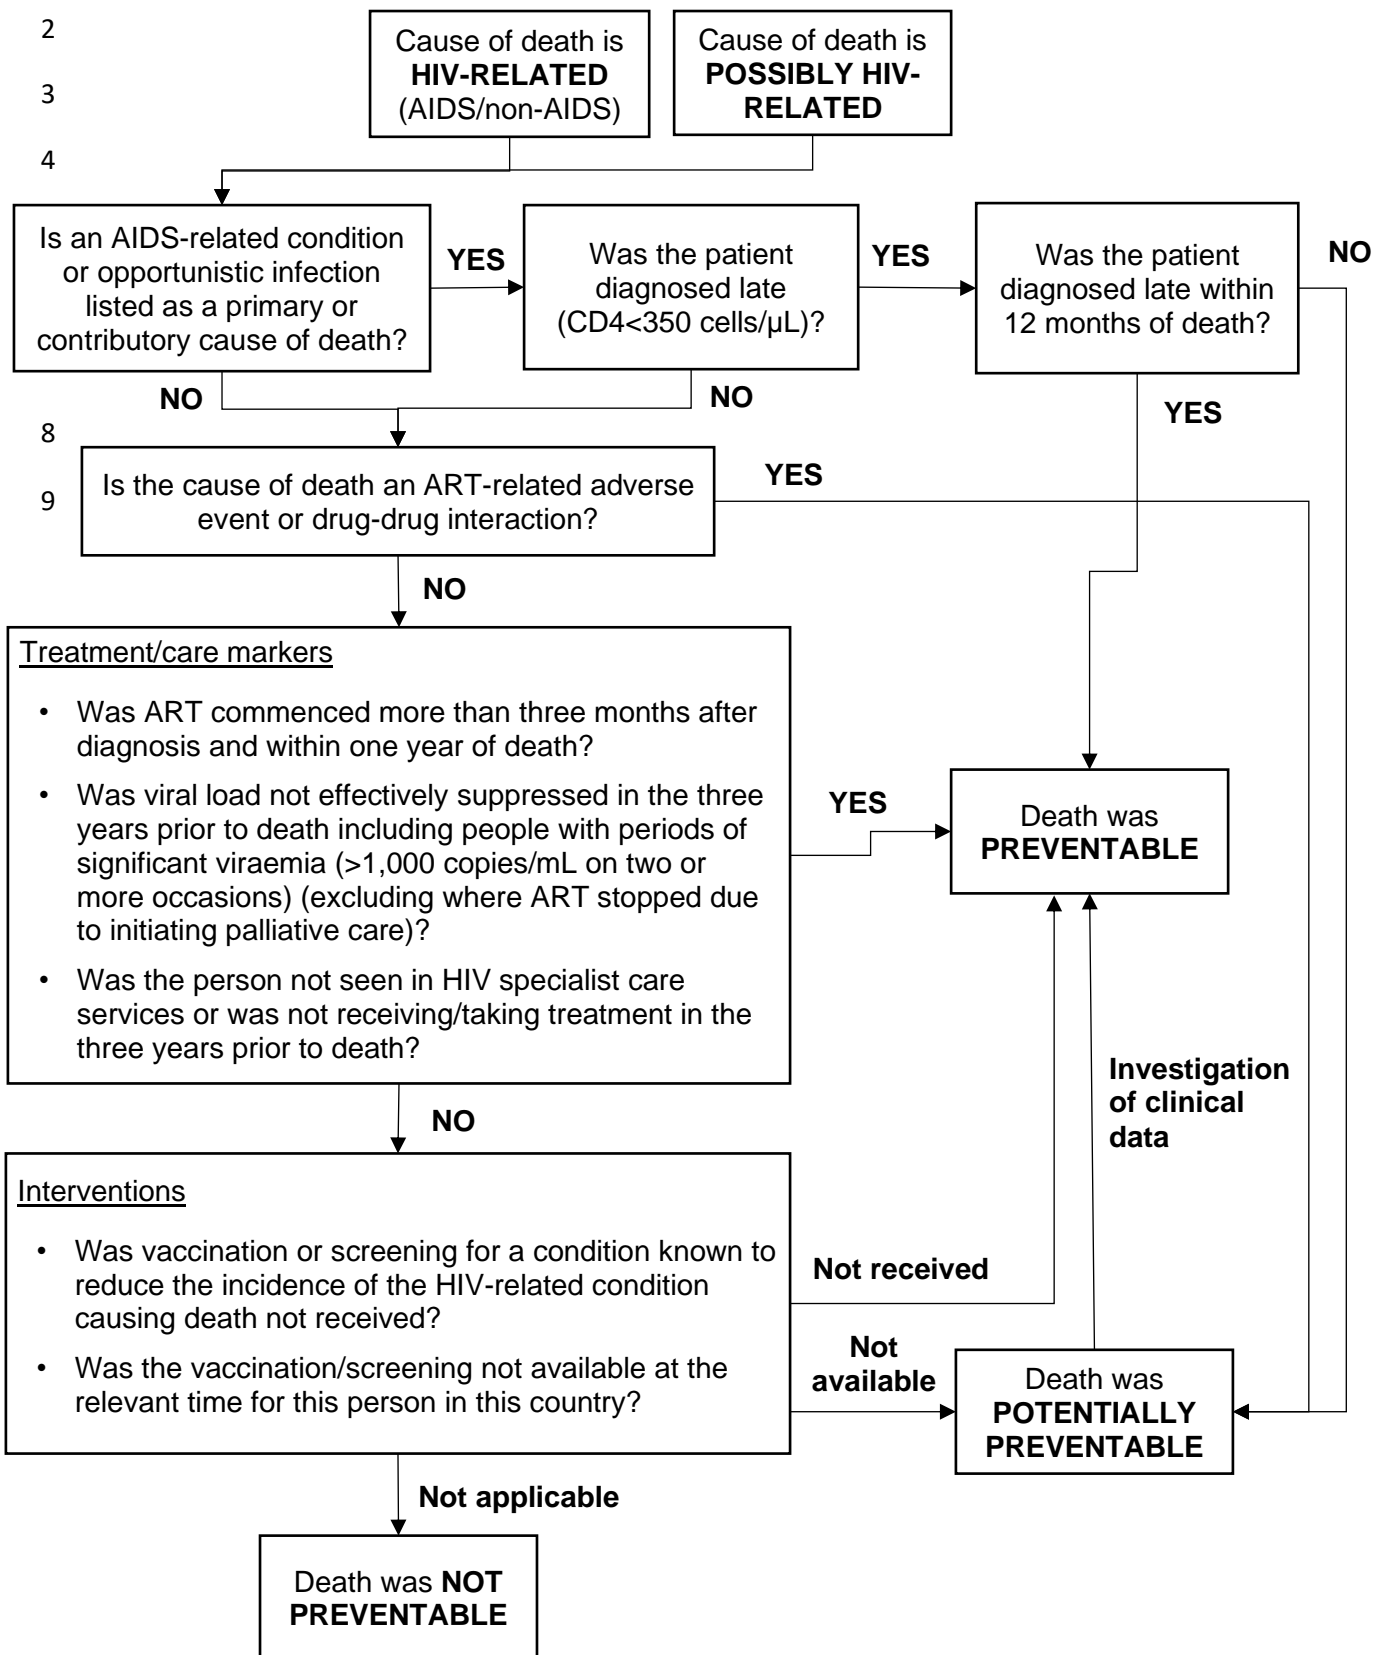 2
Cause of death is
HIV-RELATED
(AIDS/non-AIDS)
Cause of death is
POSSIBLY HIV-
RELATED
3
4
Is an AIDS-related condition
or opportunistic infection
listed as a primary or
contributory cause of death?
YES
Was the patient
diagnosed late
(CD4<350 cells/µL)?
YES
Was the patient
diagnosed late within
12 months of death?
NO
NO
NO
YES
8
9
Is the cause of death an ART-related adverse
event or drug-drug interaction?
YES
NO
Treatment/care markers
• Was ART commenced more than three months after
diagnosis and within one year of death?
• Was viral load not effectively suppressed in the three
years prior to death including people with periods of
significant viraemia (>1,000 copies/mL on two or
more occasions) (excluding where ART stopped due
to initiating palliative care)?
• Was the person not seen in HIV specialist care
services or was not receiving/taking treatment in the
three years prior to death?
YES
Death was
PREVENTABLE
Investigation
of clinical
data
NO
Interventions
• Was vaccination or screening for a condition known to
reduce the incidence of the HIV-related condition
causing death not received?
• Was the vaccination/screening not available at the
relevant time for this person in this country?
Not received
Not
available
Death was
POTENTIALLY
PREVENTABLE
Not applicable
Death was NOT
PREVENTABLE